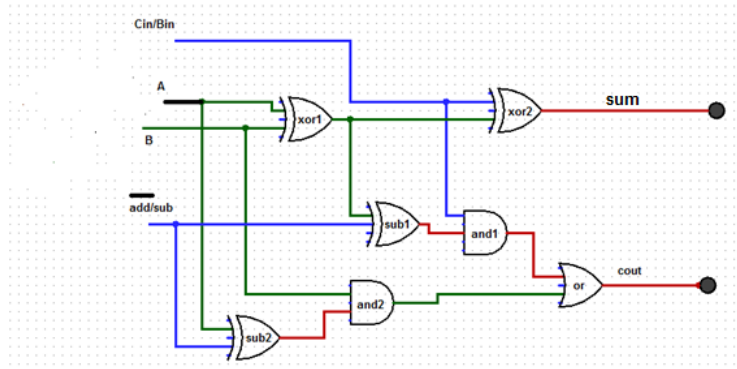 Cin/Bin
A
xor1
xor2
sum
B
add/sub
sub1
and1
cout
or
and2
sub2